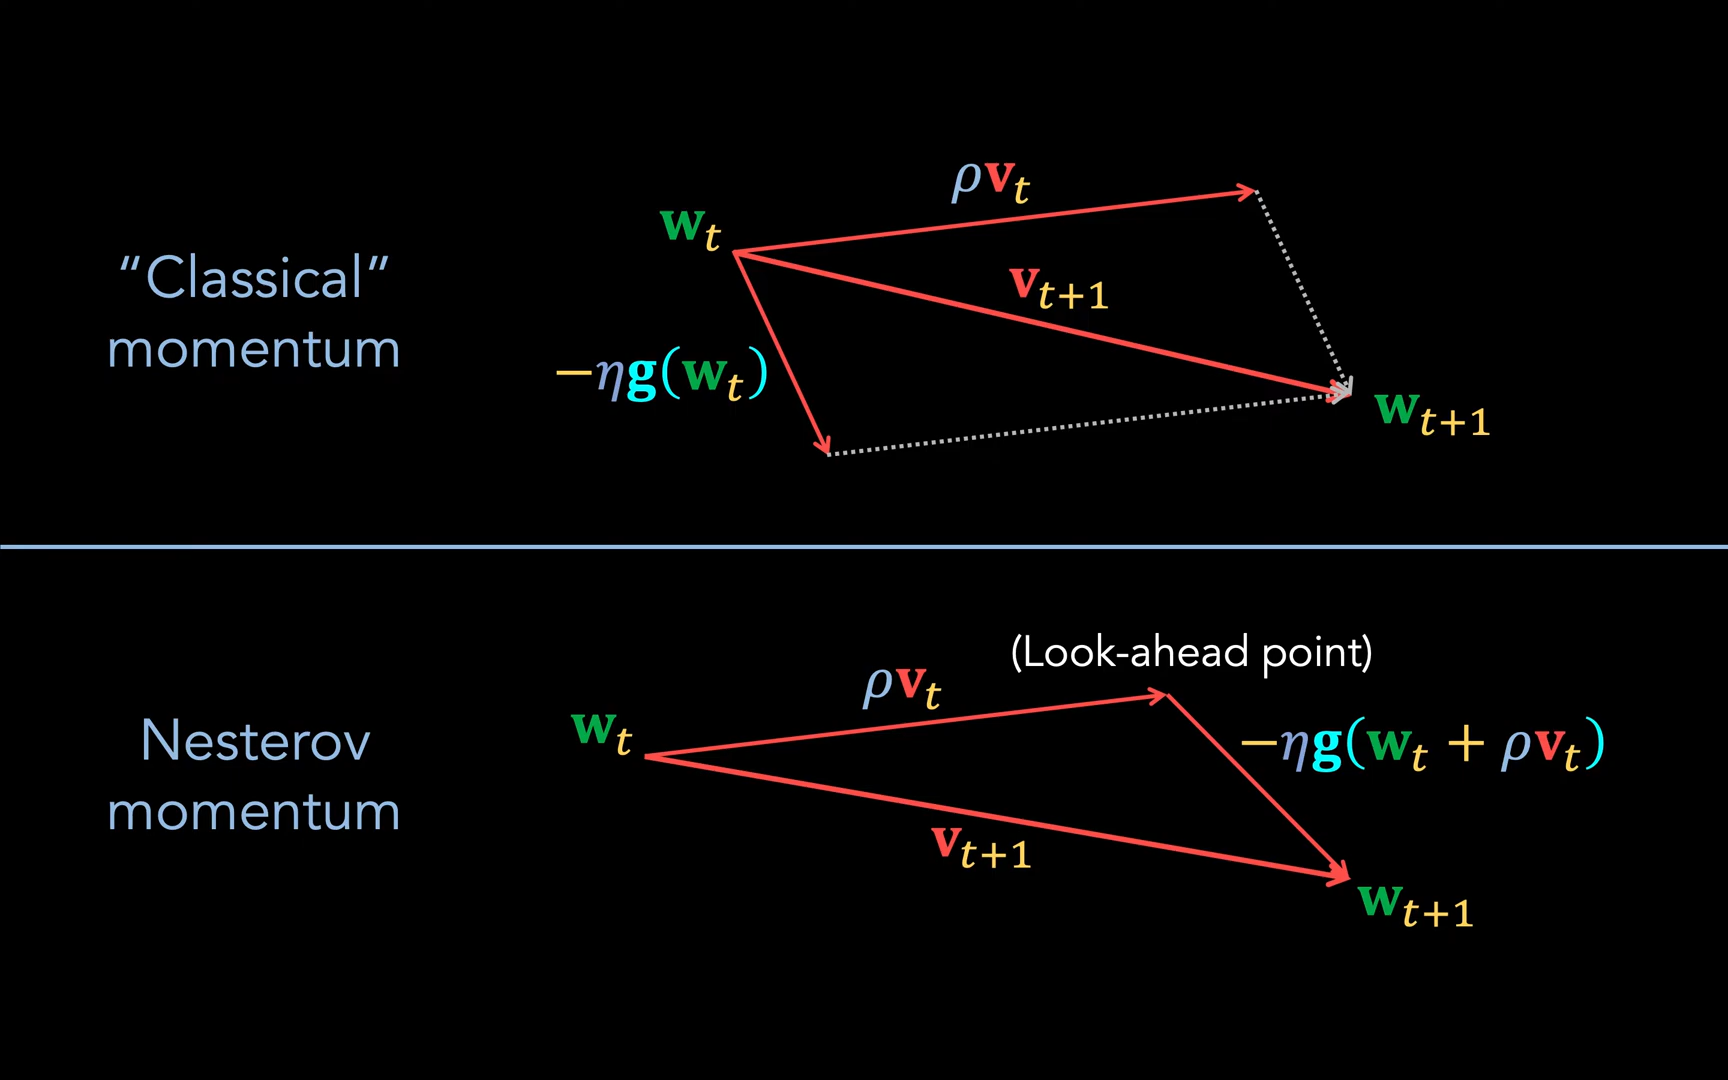 “Classical”
momentum
ρv_t
w_t
v_{t+1}
−ηg(w_t)
w_{t+1}
Nesterov
momentum
(Look-ahead point)
ρv_t
w_t
−ηg(w_t + ρv_t)
v_{t+1}
w_{t+1}